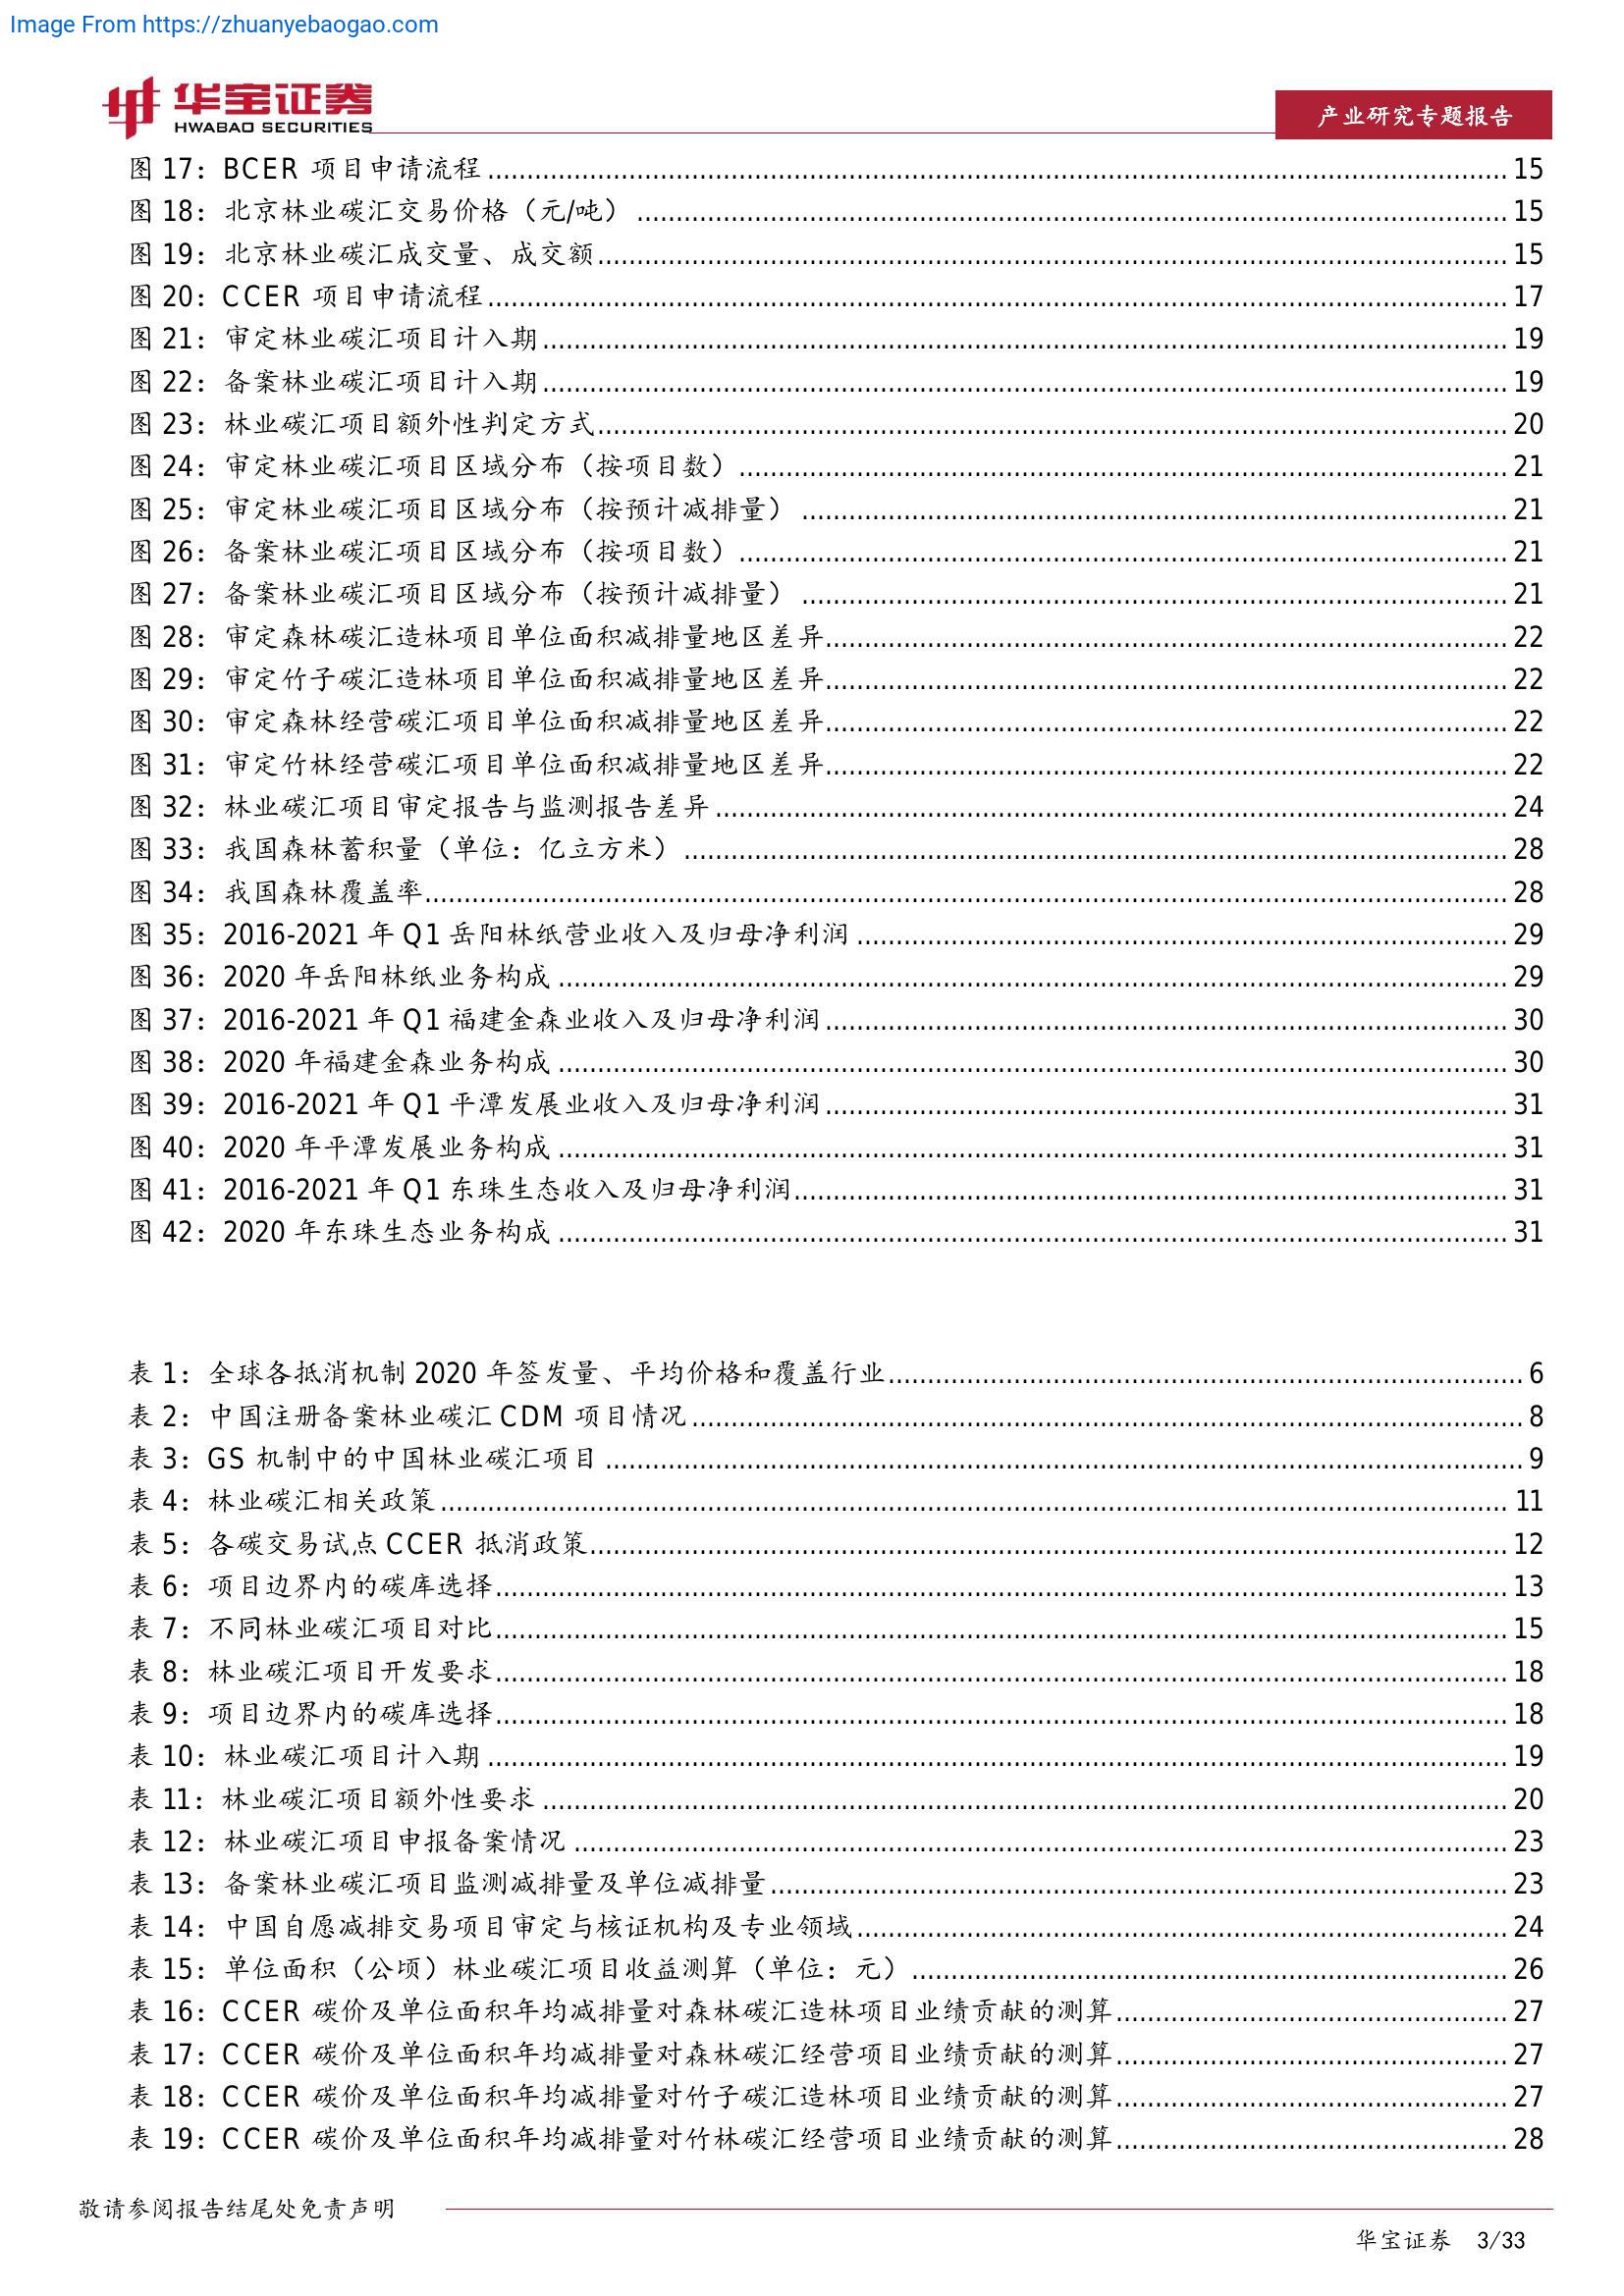 Image From https://zhuanyebaogao.com
华宝证券
HWABAO SECURITIES
产业研究专题报告
图 17：BCER 项目申请流程 15
图 18：北京林业碳汇交易价格（元/吨） 15
图 19：北京林业碳汇成交量、成交额 15
图 20：CCER 项目申请流程 17
图 21：审定林业碳汇项目计入期 19
图 22：备案林业碳汇项目计入期 19
图 23：林业碳汇项目额外性判定方式 20
图 24：审定林业碳汇项目区域分布（按项目数） 21
图 25：审定林业碳汇项目区域分布（按预计减排量） 21
图 26：备案林业碳汇项目区域分布（按项目数） 21
图 27：备案林业碳汇项目区域分布（按预计减排量） 21
图 28：审定森林碳汇造林项目单位面积减排量地区差异 22
图 29：审定竹子碳汇造林项目单位面积减排量地区差异 22
图 30：审定森林经营碳汇项目单位面积减排量地区差异 22
图 31：审定竹林经营碳汇项目单位面积减排量地区差异 22
图 32：林业碳汇项目审定报告与监测报告差异 24
图 33：我国森林蓄积量（单位：亿立方米） 28
图 34：我国森林覆盖率 28
图 35：2016-2021 年 Q1 岳阳林纸营业收入及归母净利润 29
图 36：2020 年岳阳林纸业务构成 29
图 37：2016-2021 年 Q1 福建金森业收入及归母净利润 30
图 38：2020 年福建金森业务构成 30
图 39：2016-2021 年 Q1 平潭发展业收入及归母净利润 31
图 40：2020 年平潭发展业务构成 31
图 41：2016-2021 年 Q1 东珠生态收入及归母净利润 31
图 42：2020 年东珠生态业务构成 31
表 1：全球各抵消机制 2020 年签发量、平均价格和覆盖行业 6
表 2：中国注册备案林业碳汇 CDM 项目情况 8
表 3：GS 机制中的中国林业碳汇项目 9
表 4：林业碳汇相关政策 11
表 5：各碳交易试点 CCER 抵消政策 12
表 6：项目边界内的碳库选择 13
表 7：不同林业碳汇项目对比 15
表 8：林业碳汇项目开发要求 18
表 9：项目边界内的碳库选择 18
表 10：林业碳汇项目计入期 19
表 11：林业碳汇项目额外性要求 20
表 12：林业碳汇项目申报备案情况 23
表 13：备案林业碳汇项目监测减排量及单位减排量 23
表 14：中国自愿减排交易项目审定与核证机构及专业领域 24
表 15：单位面积（公顷）林业碳汇项目收益测算（单位：元） 26
表 16：CCER 碳价及单位面积年均减排量对森林碳汇造林项目业绩贡献的测算 27
表 17：CCER 碳价及单位面积年均减排量对森林碳汇经营项目业绩贡献的测算 27
表 18：CCER 碳价及单位面积年均减排量对竹子碳汇造林项目业绩贡献的测算 27
表 19：CCER 碳价及单位面积年均减排量对竹林碳汇经营项目业绩贡献的测算 28
敬请参阅报告结尾处免责声明
华宝证券 3/33